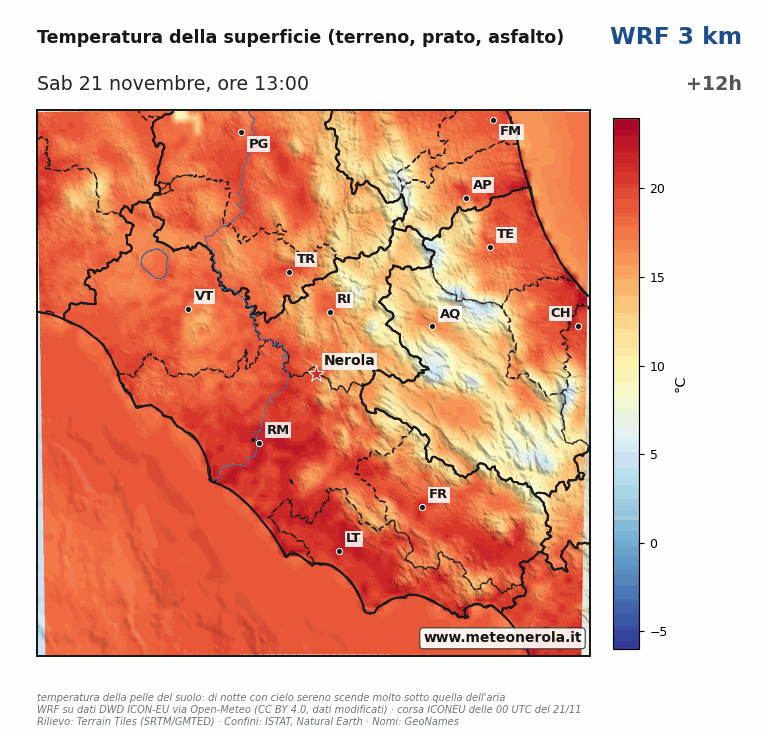 Temperatura della superficie (terreno, prato, asfalto)
WRF 3 km
Sab 21 novembre, ore 13:00
+12h
FM
PG
AP
TE
TR
VT
RI
AQ
CH
Nerola
RM
FR
LT
20
15
10
5
0
−5
°C
www.meteonerola.it
temperatura della pelle del suolo: di notte con cielo sereno scende molto sotto quella dell'aria
WRF su dati DWD ICON-EU via Open-Meteo (CC BY 4.0, dati modificati) · corsa ICONEU delle 00 UTC del 21/11
Rilievo: Terrain Tiles (SRTM/GMTED) · Confini: ISTAT, Natural Earth · Nomi: GeoNames